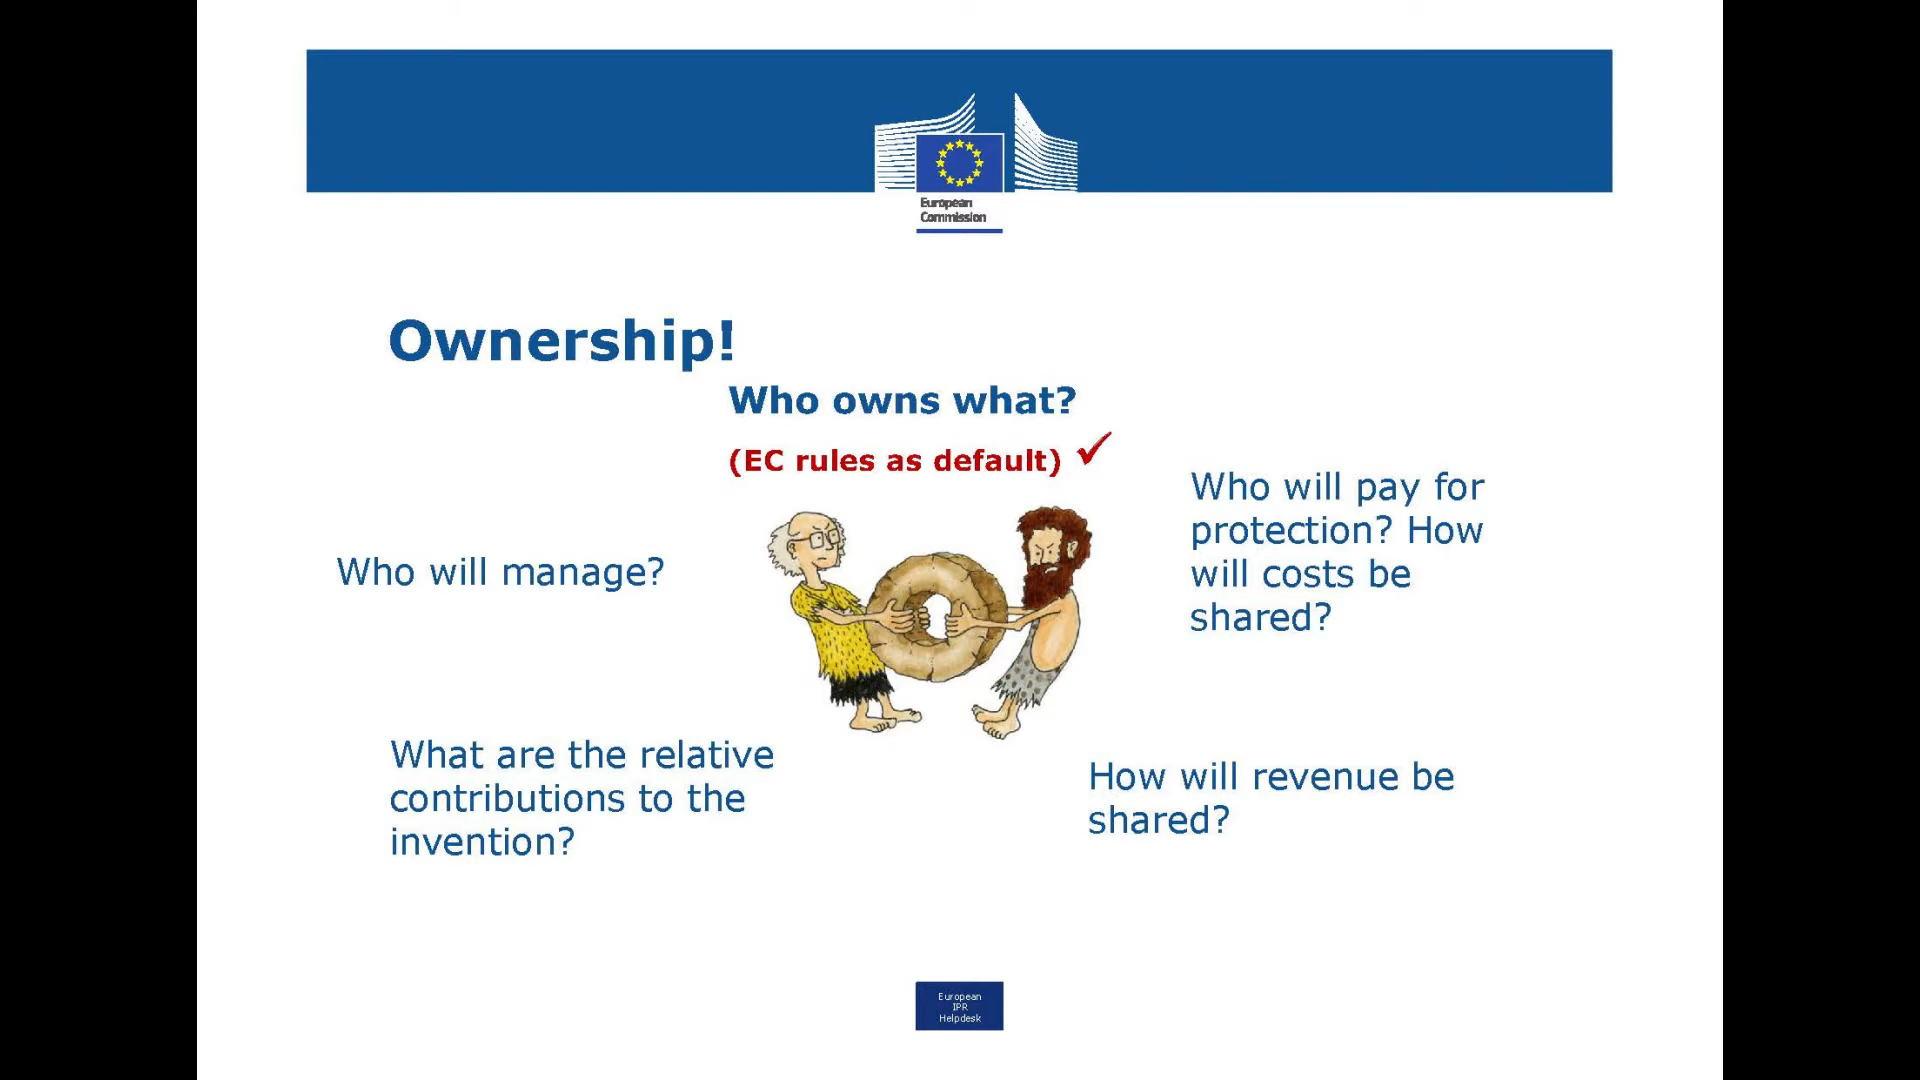 European
Commission
Ownership!
Who owns what?
(EC rules as default) ✓
Who will manage?
Who will pay for
protection? How
will costs be
shared?
What are the relative
contributions to the
invention?
How will revenue be
shared?
European
IPR
Helpdesk